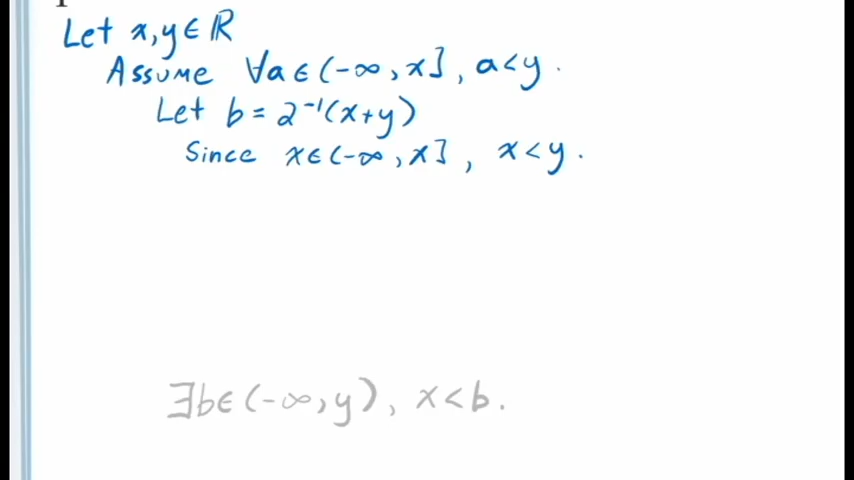 Let x, y ∈ ℝ
Assume ∀a ∈ (-∞, x], a < y.
Let b = 2⁻¹(x+y)
Since x ∈ (-∞, x], x < y.
∃b ∈ (-∞, y), x < b.